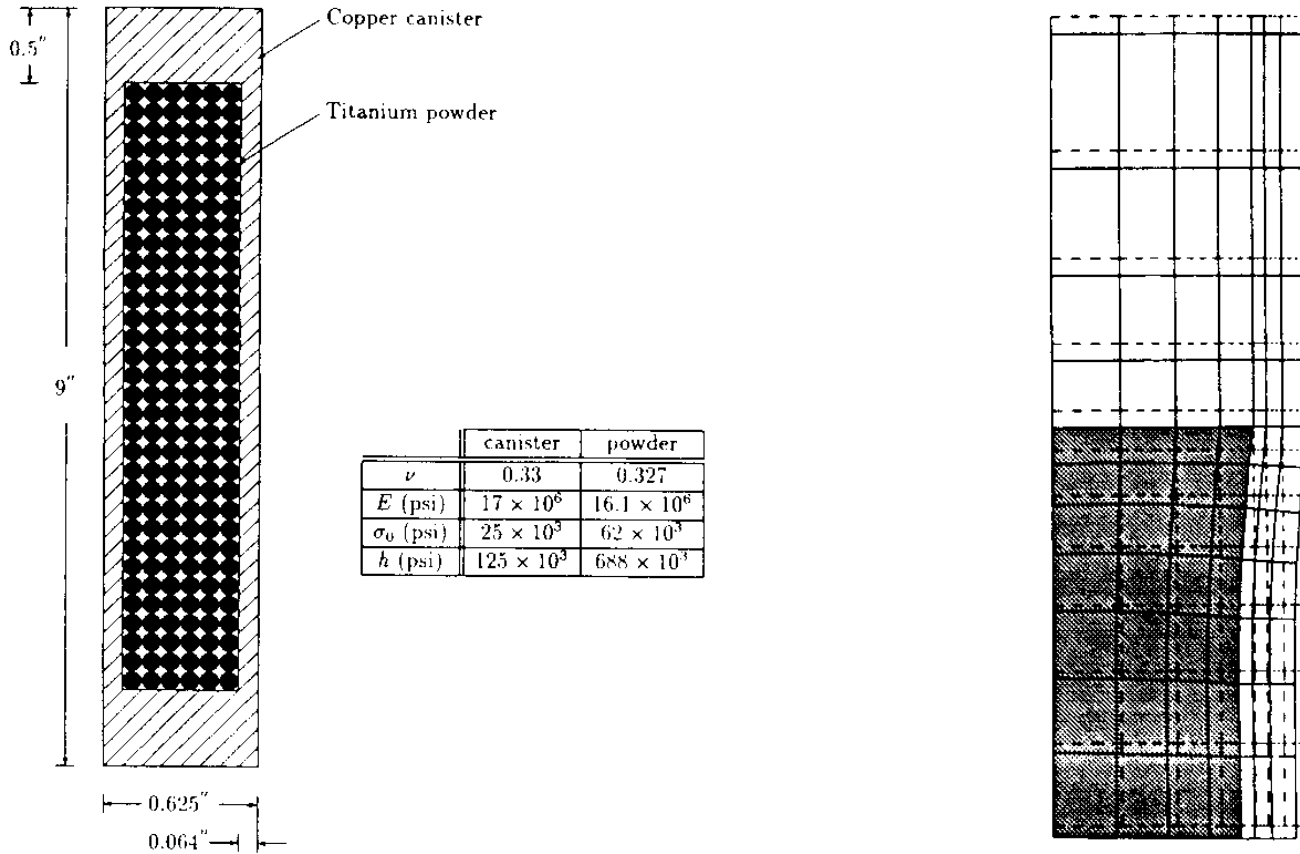 Copper canister
0.5"
Titanium powder
9"
canister powder
ν 0.33 0.327
E (psi) 17 × 10⁶ 16.1 × 10⁶
σ₀ (psi) 25 × 10³ 62 × 10³
h (psi) 125 × 10³ 688 × 10³
0.625"
0.064"